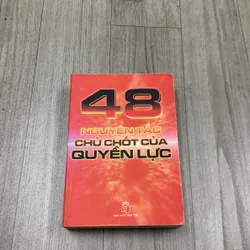 48
NGUYÊN TẮC
CHỦ CHỐT CỦA
QUYỀN LỰC